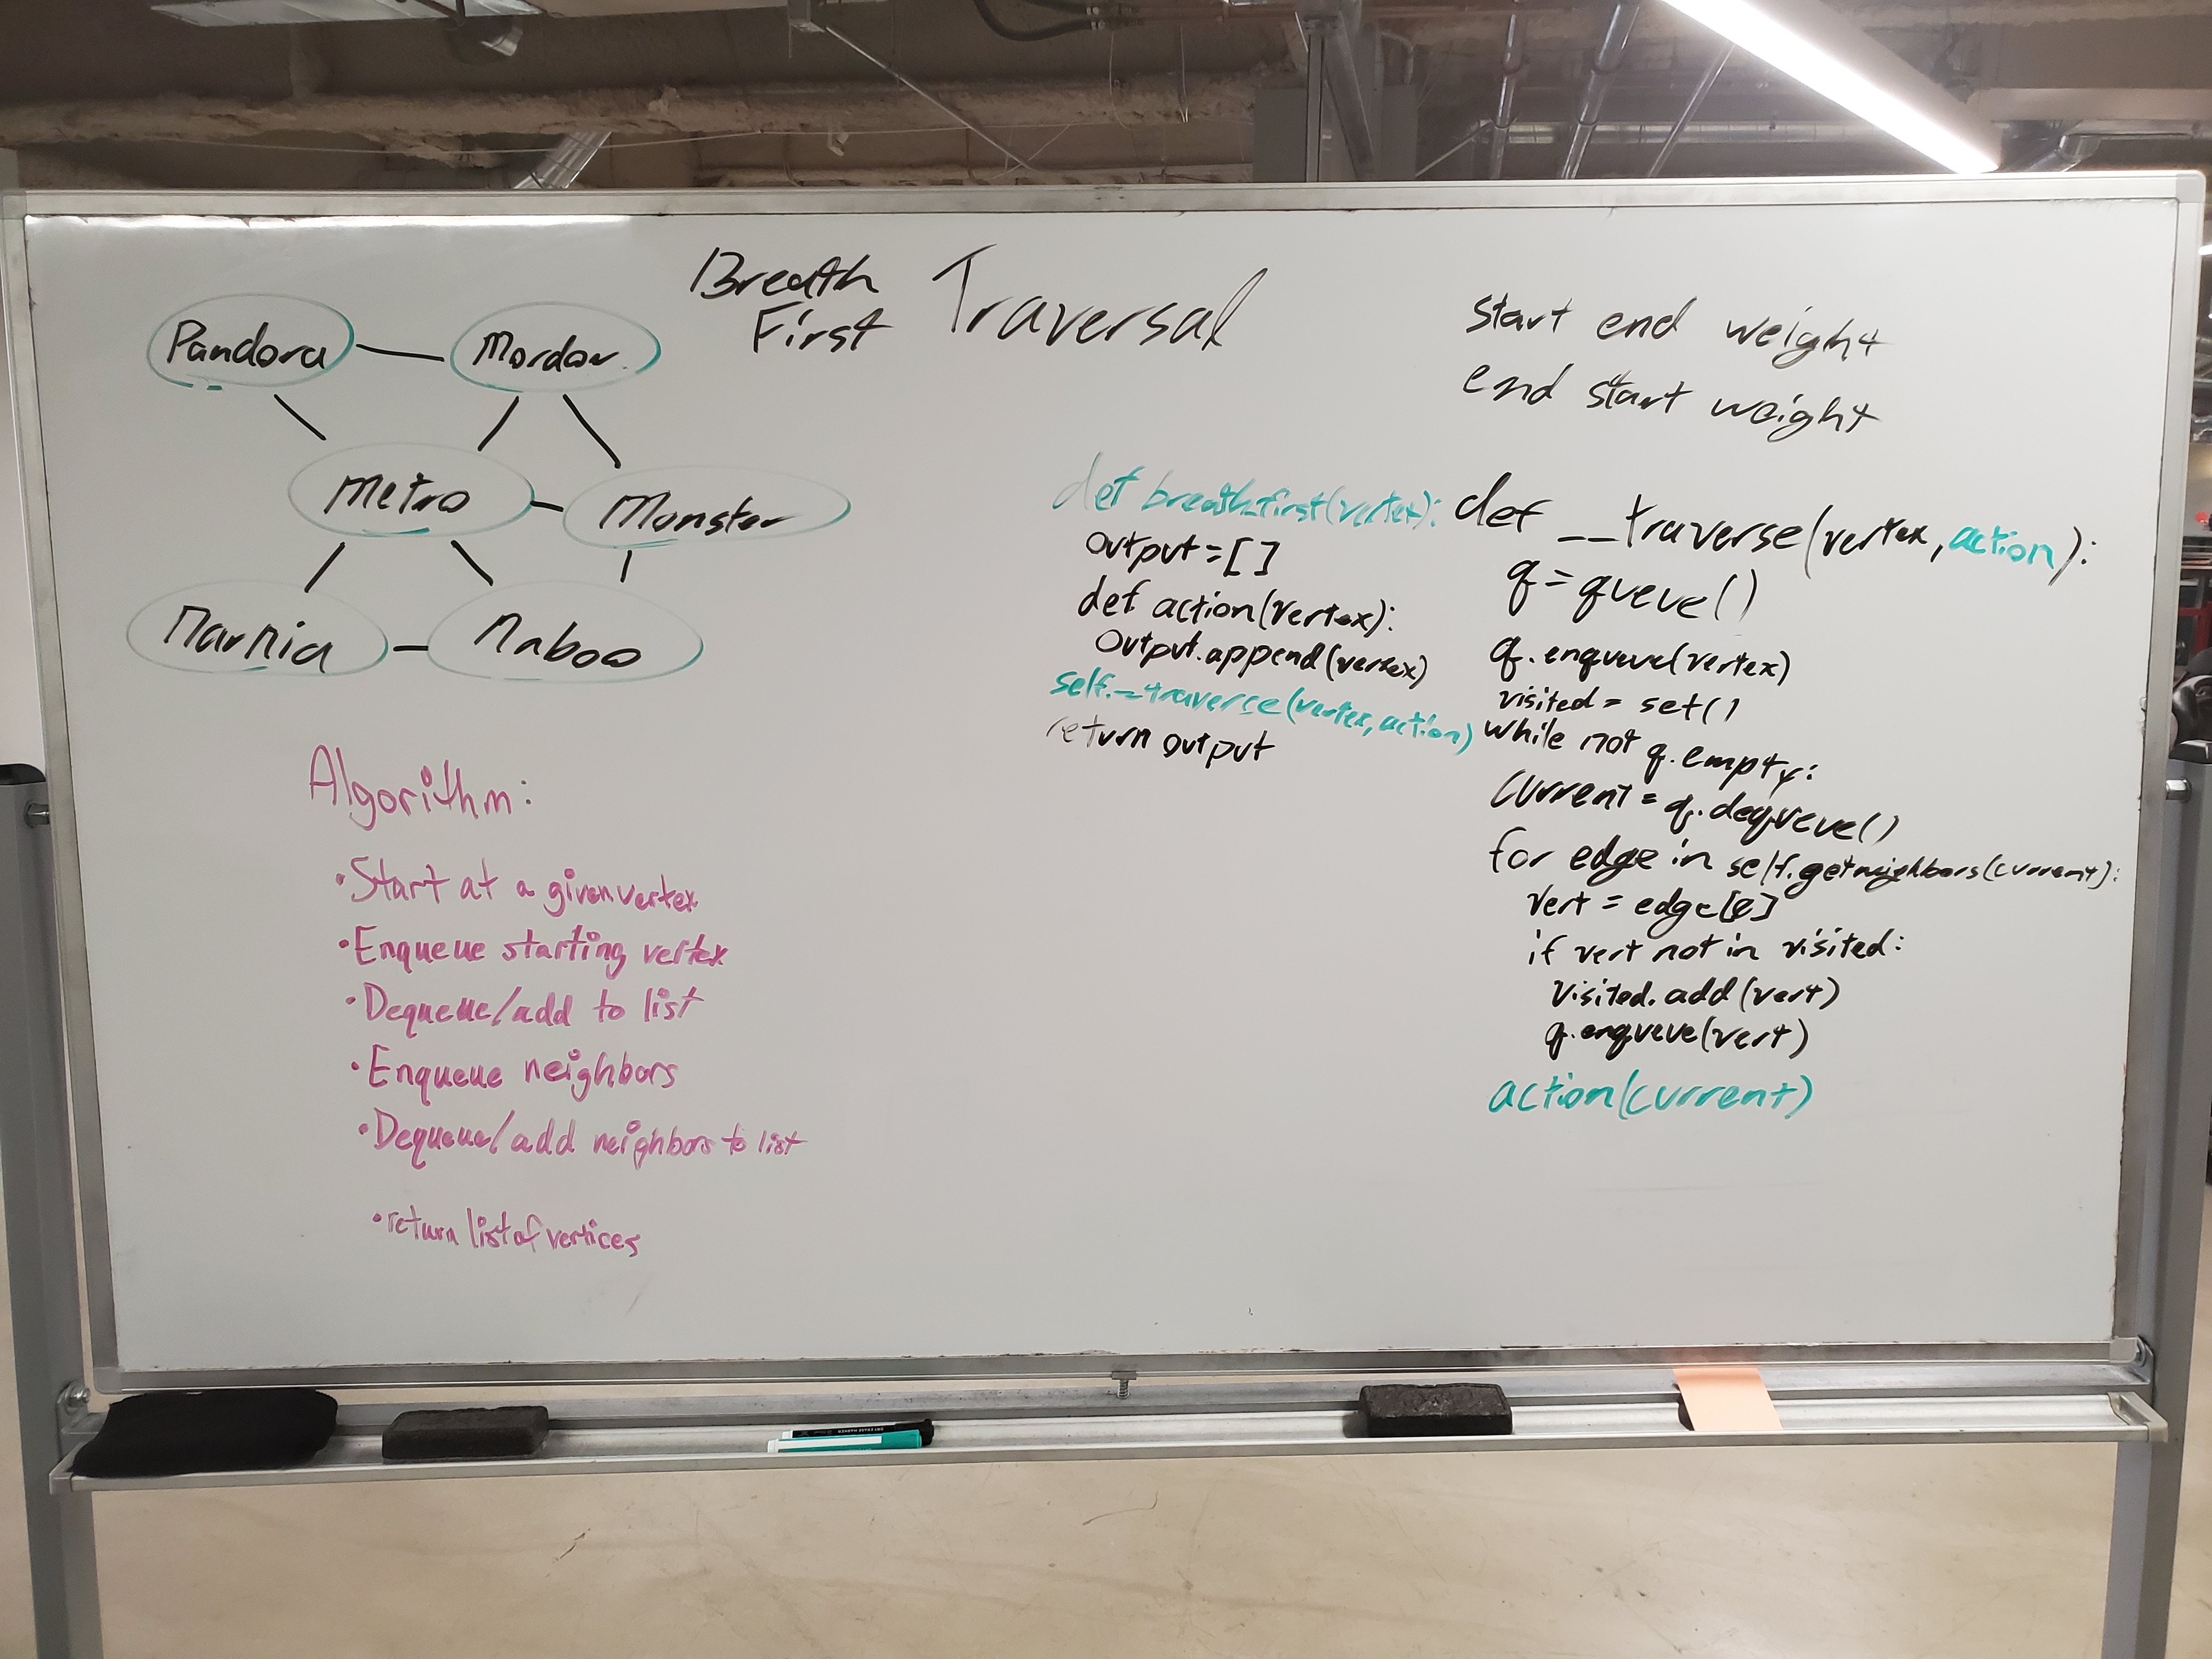 Breath
First Traversal
Pandora
Mordor
Metro
Monster
Narnia
Naboo
Algorithm:
• Start at a given vertex
• Enqueue starting vertex
• Dequeue/add to list
• Enqueue neighbors
• Dequeue/add neighbors to list
• return list of vertices
start end weight
end start weight
def breath_first(vertex):
output = []
def action(vertex):
output.append(vertex)
self.__traverse(vertex, action)
return output
def __traverse(vertex, action):
q = queue()
q.enqueue(vertex)
visited = set()
while not q.empty:
current = q.dequeue()
for edge in self.getneighbors(current):
vert = edge[0]
if vert not in visited:
visited.add(vert)
q.enqueue(vert)
action(current)